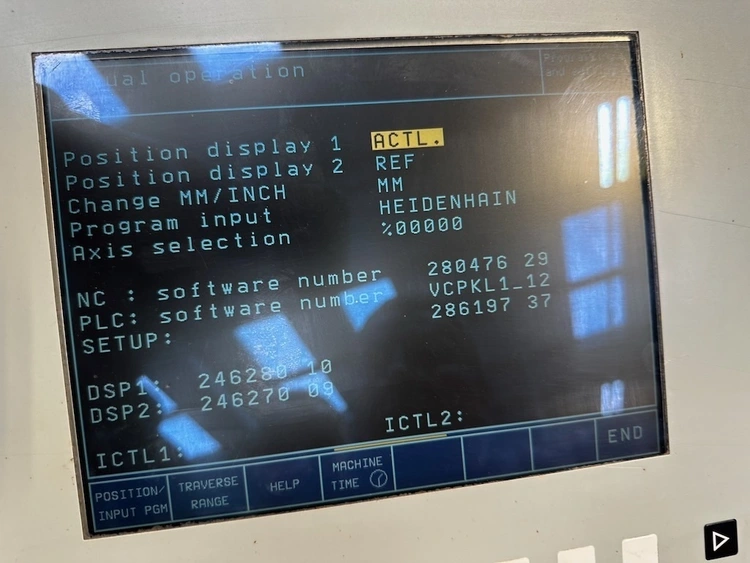 ual operation
Position display 1 ACTL.
Position display 2 REF
Change MM/INCH MM
Program input HEIDENHAIN
Axis selection %00000
NC : software number 280476 29
PLC: software number VCPKL1_12
SETUP: 286197 37
DSP1: 246280 10
DSP2: 246270 09
ICTL1: ICTL2:
POSITION/ INPUT PGM
TRAVERSE RANGE
HELP
MACHINE TIME
END